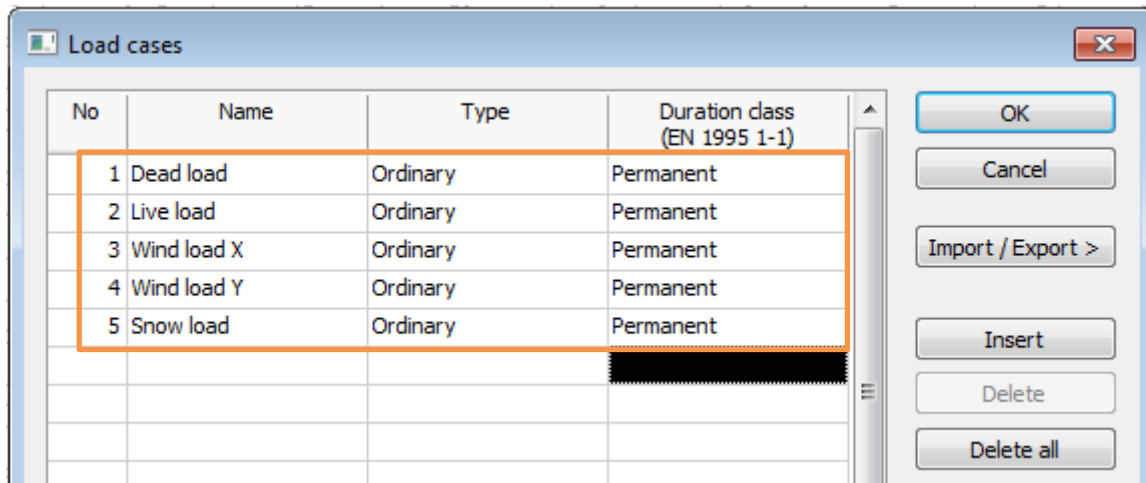 Load cases
No Name Type Duration class
(EN 1995 1-1)
OK
1 Dead load Ordinary Permanent
Cancel
2 Live load Ordinary Permanent
3 Wind load X Ordinary Permanent
Import / Export >
4 Wind load Y Ordinary Permanent
5 Snow load Ordinary Permanent
Insert
Delete
Delete all